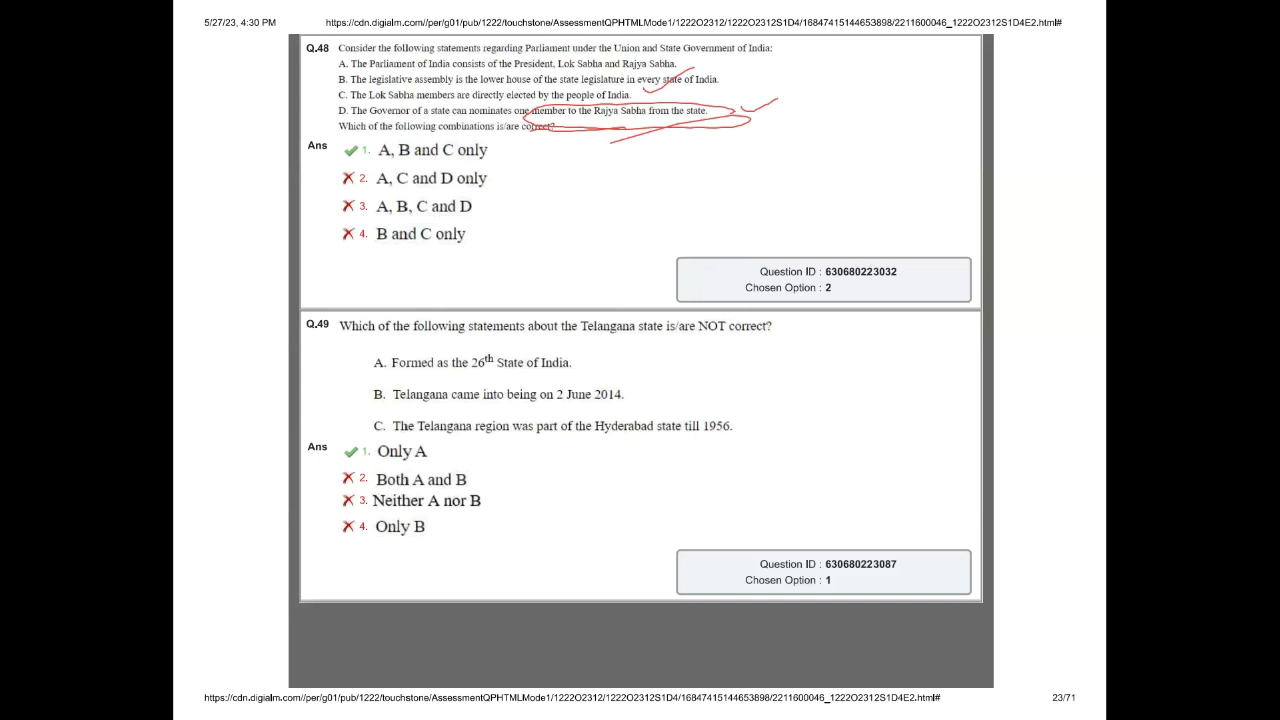 5/27/23, 4:30 PM https://cdn.digialm.com//per/g01/pub/1222/touchstone/AssessmentQPHTMLMode1/1222O2312/1222O2312S1D4/16847415144653898/2211600046_1222O2312S1D4E2.html#
Q.48 Consider the following statements regarding Parliament under the Union and State Government of India:
A. The Parliament of India consists of the President, Lok Sabha and Rajya Sabha.
B. The legislative assembly is the lower house of the state legislature in every state of India.
C. The Lok Sabha members are directly elected by the people of India.
D. The Governor of a state can nominates one member to the Rajya Sabha from the state.
Which of the following combinations is/are correct?
Ans 1. A, B and C only
2. A, C and D only
3. A, B, C and D
4. B and C only
Question ID : 630680223032
Chosen Option : 2
Q.49 Which of the following statements about the Telangana state is/are NOT correct?
A. Formed as the 26th State of India.
B. Telangana came into being on 2 June 2014.
C. The Telangana region was part of the Hyderabad state till 1956.
Ans 1. Only A
2. Both A and B
3. Neither A nor B
4. Only B
Question ID : 630680223087
Chosen Option : 1
https://cdn.digialm.com//per/g01/pub/1222/touchstone/AssessmentQPHTMLMode1/1222O2312/1222O2312S1D4/16847415144653898/2211600046_1222O2312S1D4E2.html# 23/71